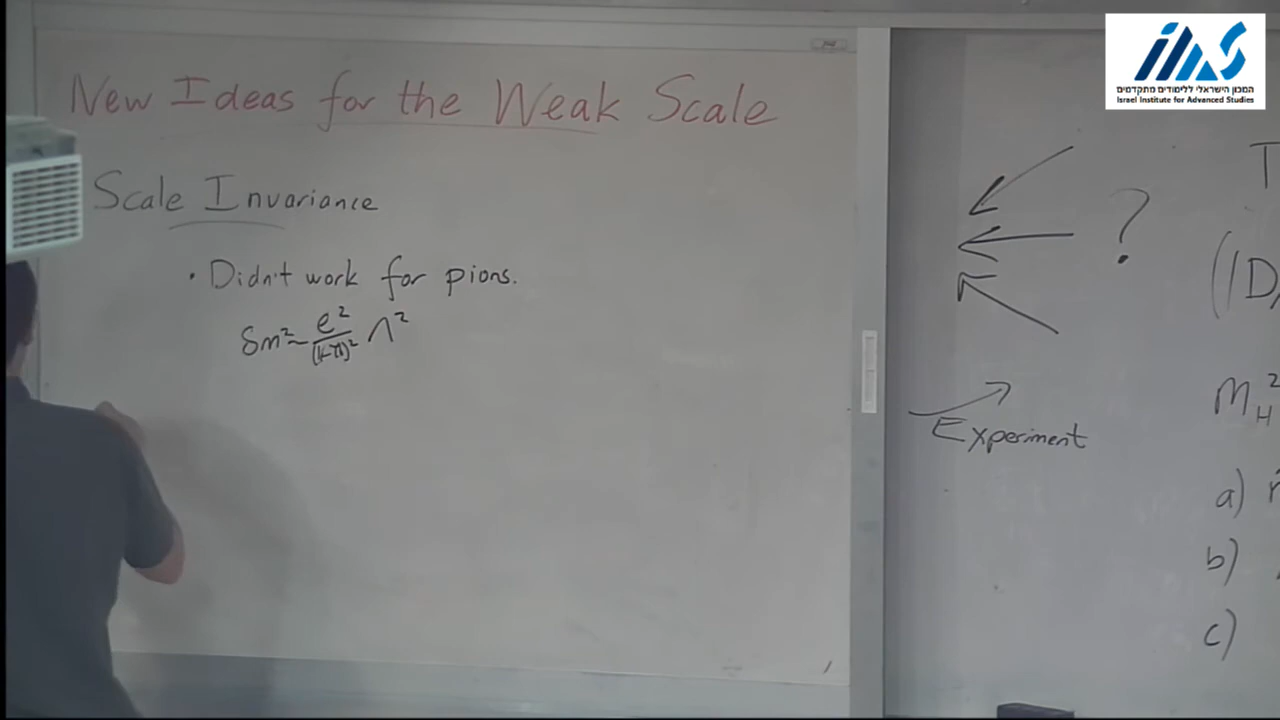 New Ideas for the Weak Scale
Scale Invariance
· Didn't work for pions.
δm²~ e²/(4π)² Λ²
?
Experiment
T
(|D
m_H²
a)
b)
c)
המכון הישראלי ללימודים מתקדמים
Israel Institute for Advanced Studies